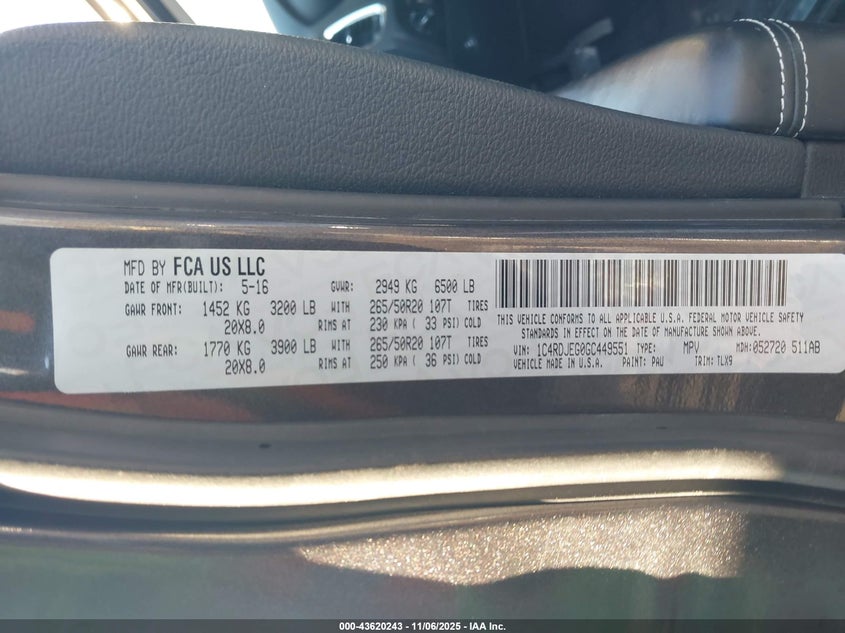 MFD BY FCA US LLC
DATE OF MFR(BUILT): 5-16 GVWR: 2949 KG 6500 LB
GAWR FRONT: 1452 KG 3200 LB WITH 265/50R20 107T TIRES
20X8.0 RIMS AT 230 KPA ( 33 PSI) COLD
GAWR REAR: 1770 KG 3900 LB WITH 265/50R20 107T TIRES
20X8.0 RIMS AT 250 KPA ( 36 PSI) COLD
THIS VEHICLE CONFORMS TO ALL APPLICABLE U.S.A. FEDERAL MOTOR VEHICLE SAFETY
STANDARDS IN EFFECT ON THE DATE OF MANUFACTURE SHOWN ABOVE.
VIN: 1C4RDJEG0GC449551 TYPE: MPV MDH: 052720 511AB
VEHICLE MADE IN U.S.A. PAINT: PAU TRIM: TLX9
000-43620243 - 11/06/2025 - IAA Inc.